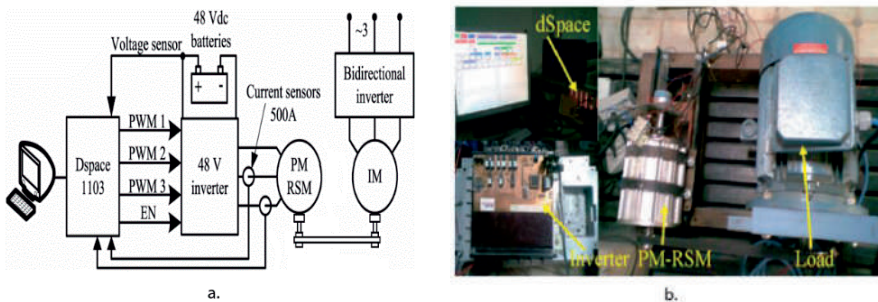 48 Vdc
batteries
Voltage sensor
+ -
Current sensors
500A
~3
Bidirectional
inverter
PWM 1
PWM 2
PWM 3
EN
Dspace
1103
48 V
inverter
PM
RSM
IM
a.
dSpace
Inverter
PM-RSM
Load
b.